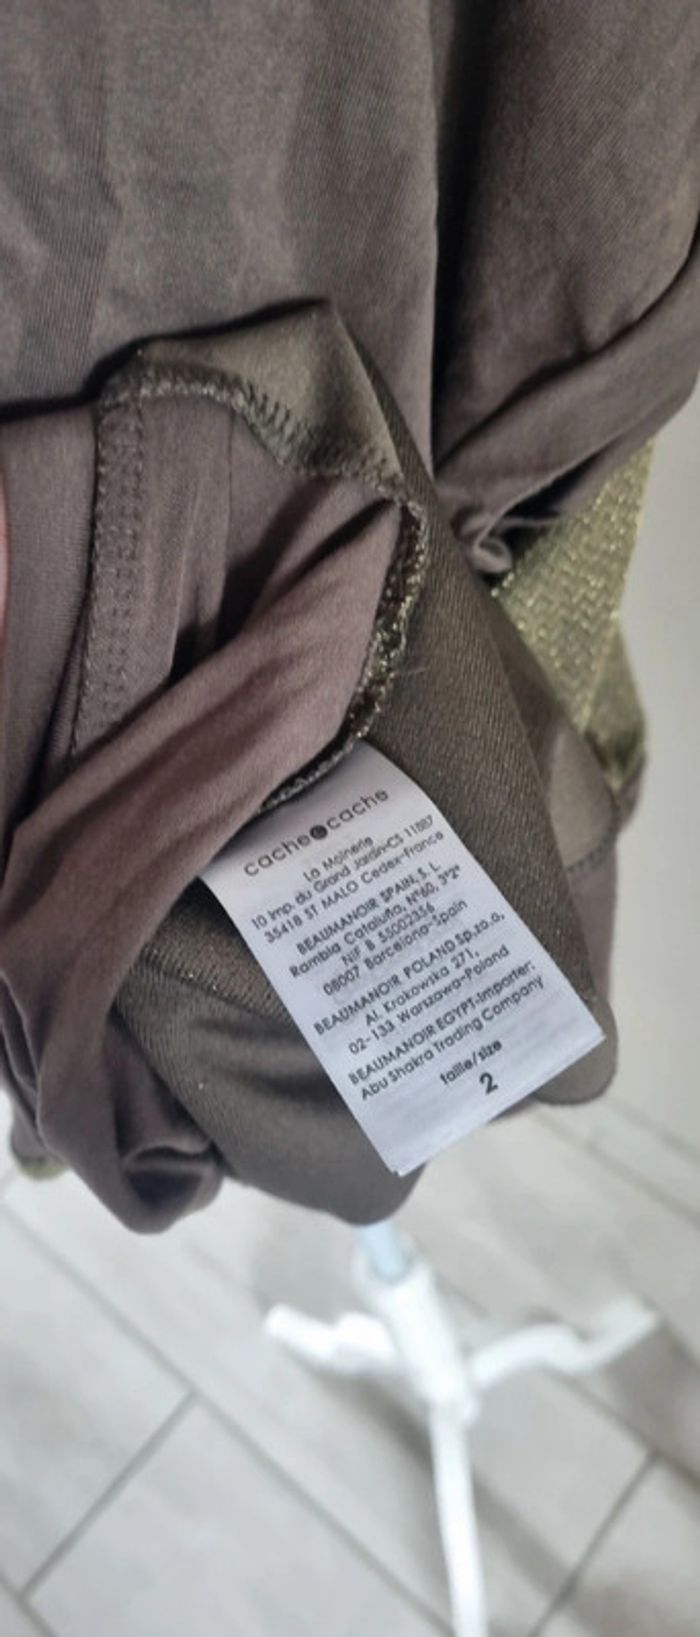 cache cache
La Moinerie
10 Imp. du Grand Jardin-CS 11887
35418 ST MALO Cedex-France
BEAUMANOIR SPAIN, S. L.
Rambla Cataluña, Nº60, 3º2ª
NIF B 55002356
08007 Barcelona-Spain
BEAUMANOIR POLAND Sp.zo.o,
Al. Krakowska 271,
02-133 Warszawa-Poland
BEAUMANOIR EGYPT-Importer:
Abu Shakra Trading Company
taille/size
2